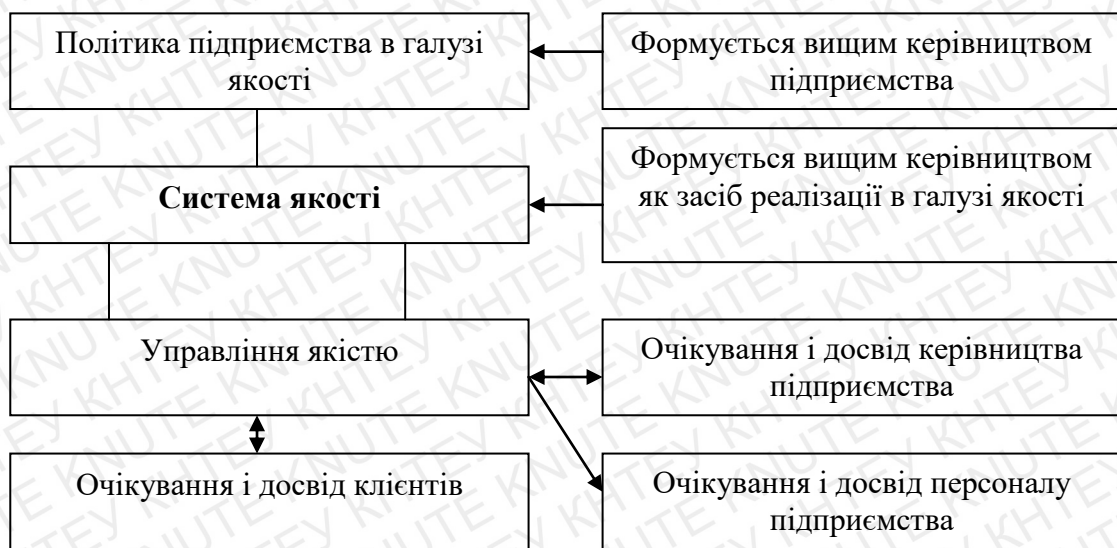 Політика підприємства в галузі
якості
Формується вищим керівництвом
підприємства
Система якості
Формується вищим керівництвом
як засіб реалізації в галузі якості
Управління якістю
Очікування і досвід керівництва
підприємства
Очікування і досвід клієнтів
Очікування і досвід персоналу
підприємства